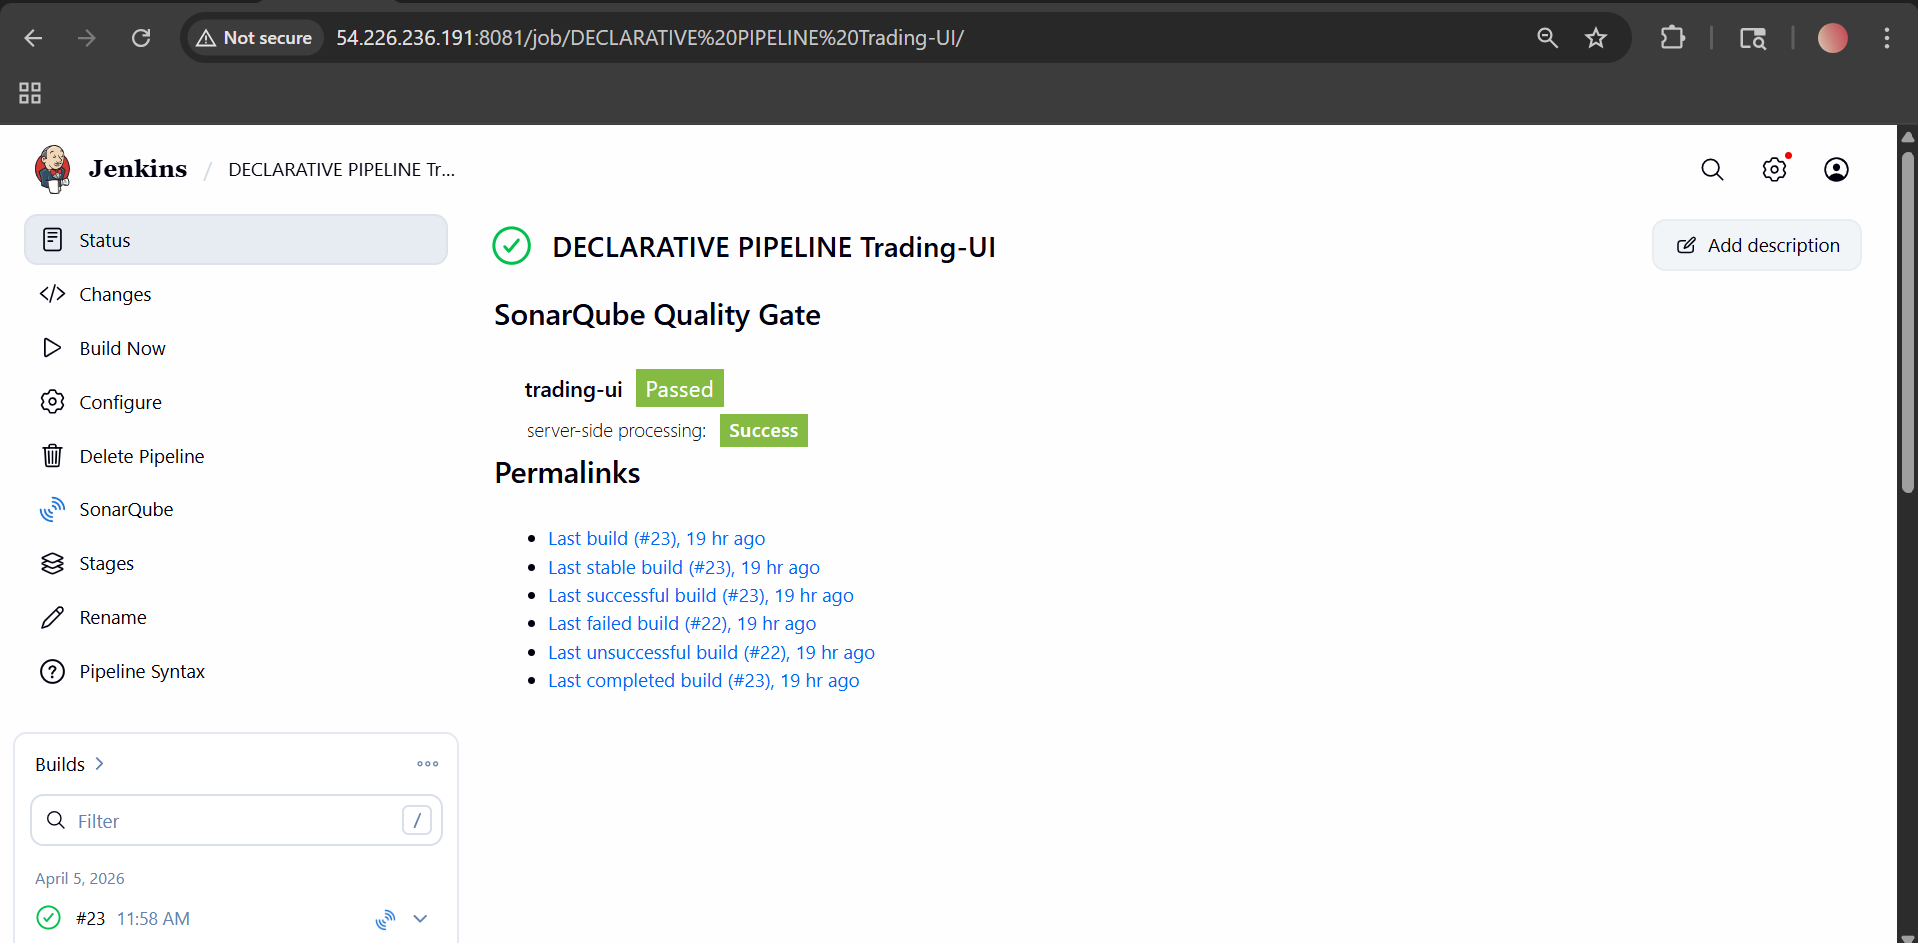 Not secure
54.226.236.191:8081/job/DECLARATIVE%20PIPELINE%20Trading-UI/
Jenkins / DECLARATIVE PIPELINE Tr...
Status
Changes
Build Now
Configure
Delete Pipeline
SonarQube
Stages
Rename
Pipeline Syntax
Builds
Filter /
April 5, 2026
#23 11:58 AM
DECLARATIVE PIPELINE Trading-UI
Add description
SonarQube Quality Gate
trading-ui Passed
server-side processing: Success
Permalinks
Last build (#23), 19 hr ago
Last stable build (#23), 19 hr ago
Last successful build (#23), 19 hr ago
Last failed build (#22), 19 hr ago
Last unsuccessful build (#22), 19 hr ago
Last completed build (#23), 19 hr ago